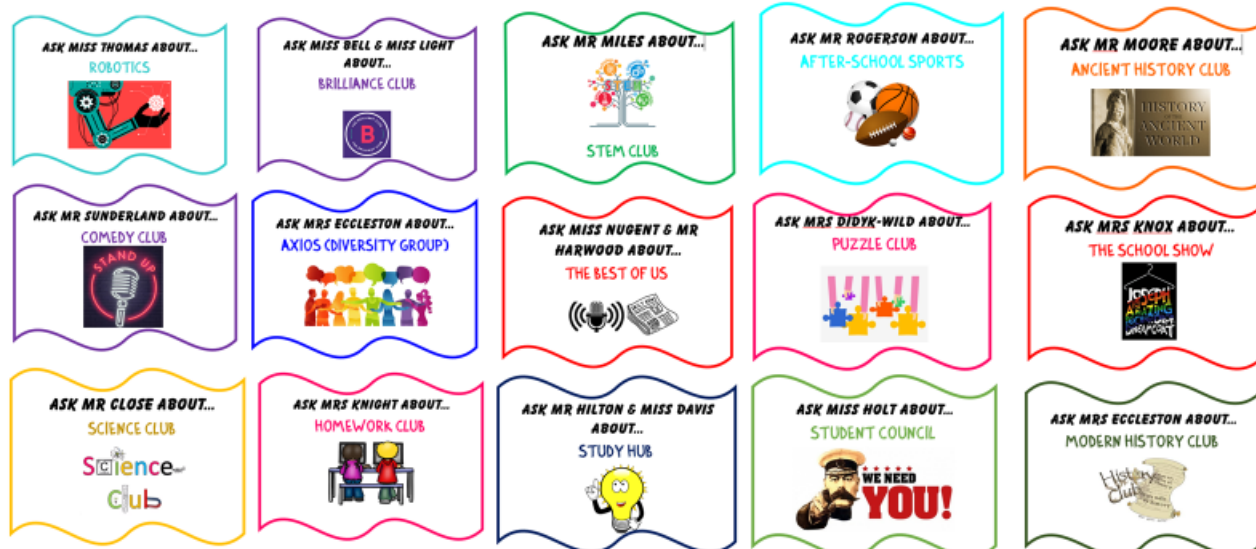 ASK MISS THOMAS ABOUT...
ROBOTICS
ASK MISS BELL & MISS LIGHT
ABOUT...
BRILLIANCE CLUB
B
ASK MR MILES ABOUT...
STEM
STEM CLUB
ASK MR ROGERSON ABOUT...
AFTER-SCHOOL SPORTS
ASK MR MOORE ABOUT...
ANCIENT HISTORY CLUB
HISTORY
ANCIENT
WORLD
ASK MR SUNDERLAND ABOUT...
COMEDY CLUB
STAND UP
ASK MRS ECCLESTON ABOUT...
AXIOS (DIVERSITY GROUP)
ASK MISS NUGENT & MR
HARWOOD ABOUT...
THE BEST OF US
ASK MRS DIDYK-WILD ABOUT...
PUZZLE CLUB
ASK MRS KNOX ABOUT...
THE SCHOOL SHOW
JOSEPH
AMAZING
DREAMCOAT
ASK MR CLOSE ABOUT...
SCIENCE CLUB
Science
Club
ASK MRS KNIGHT ABOUT...
HOMEWORK CLUB
ASK MR HILTON & MISS DAVIS
ABOUT...
STUDY HUB
ASK MISS HOLT ABOUT...
STUDENT COUNCIL
WE NEED
YOU!
ASK MRS ECCLESTON ABOUT...
MODERN HISTORY CLUB
History
Club